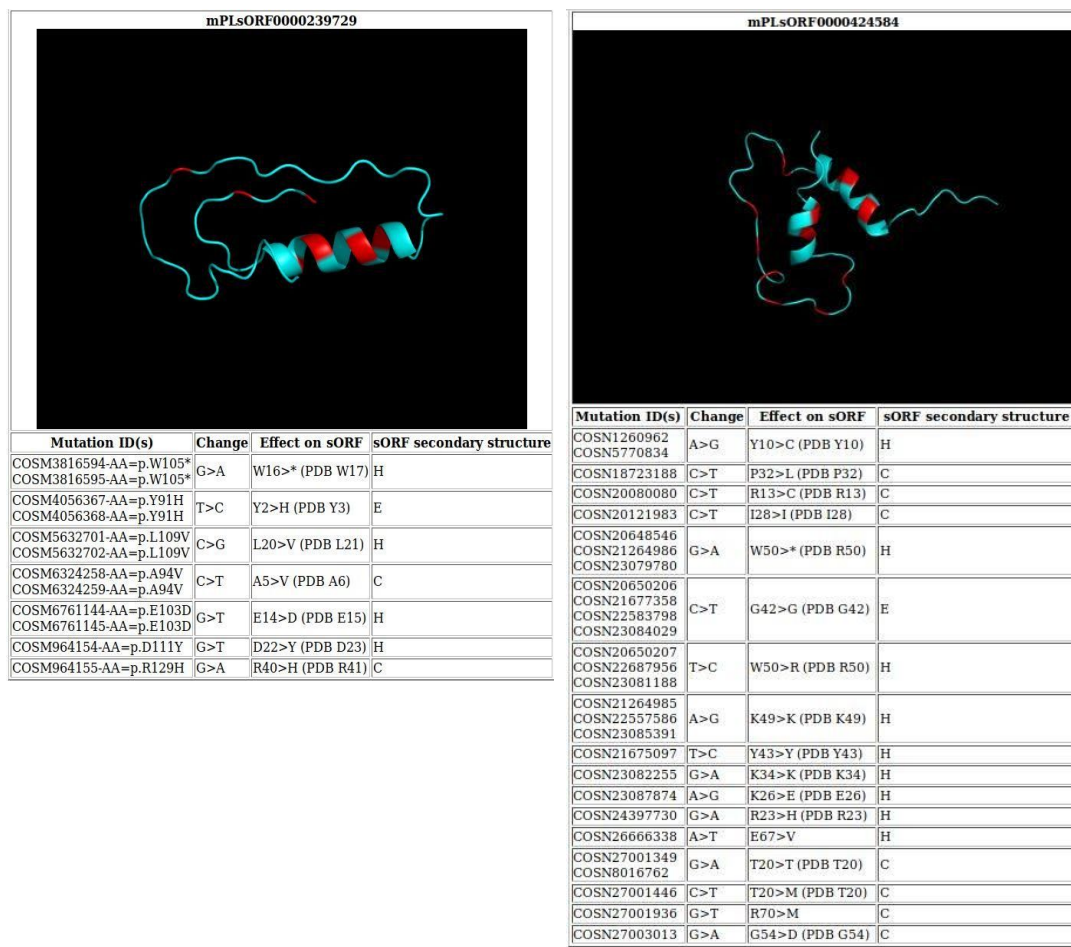 mPLsORF0000239729
Mutation ID(s) Change Effect on sORF sORF secondary structure
COSM3816594-AA=p.W105*
COSM3816595-AA=p.W105* G>A W16>* (PDB W17) H
COSM4056367-AA=p.Y91H
COSM4056368-AA=p.Y91H T>C Y2>H (PDB Y3) E
COSM5632701-AA=p.L109V
COSM5632702-AA=p.L109V C>G L20>V (PDB L21) H
COSM6324258-AA=p.A94V
COSM6324259-AA=p.A94V C>T A5>V (PDB A6) C
COSM6761144-AA=p.E103D
COSM6761145-AA=p.E103D G>T E14>D (PDB E15) H
COSM964154-AA=p.D111Y G>T D22>Y (PDB D23) H
COSM964155-AA=p.R129H G>A R40>H (PDB R41) C
mPLsORF0000424584
Mutation ID(s) Change Effect on sORF sORF secondary structure
COSN1260962
COSN5770834 A>G Y10>C (PDB Y10) H
COSN18723188 C>T P32>L (PDB P32) C
COSN20080080 C>T R13>C (PDB R13) C
COSN20121983 C>T I28>I (PDB I28) C
COSN20648546
COSN21264986 G>A W50>* (PDB R50) H
COSN23079780
COSN20650206
COSN21677358
COSN22583798 C>T G42>G (PDB G42) E
COSN23084029
COSN20650207
COSN22687956 T>C W50>R (PDB R50) H
COSN23081188
COSN21264985
COSN22557586 A>G K49>K (PDB K49) H
COSN23085391
COSN21675097 T>C Y43>Y (PDB Y43) H
COSN23082255 G>A K34>K (PDB K34) H
COSN23087874 A>G K26>E (PDB E26) H
COSN24397730 G>A R23>H (PDB R23) H
COSN26666338 A>T E67>V H
COSN27001349
COSN8016762 G>A T20>T (PDB T20) C
COSN27001446 C>T T20>M (PDB T20) C
COSN27001936 G>T R70>M C
COSN27003013 G>A G54>D (PDB G54) C